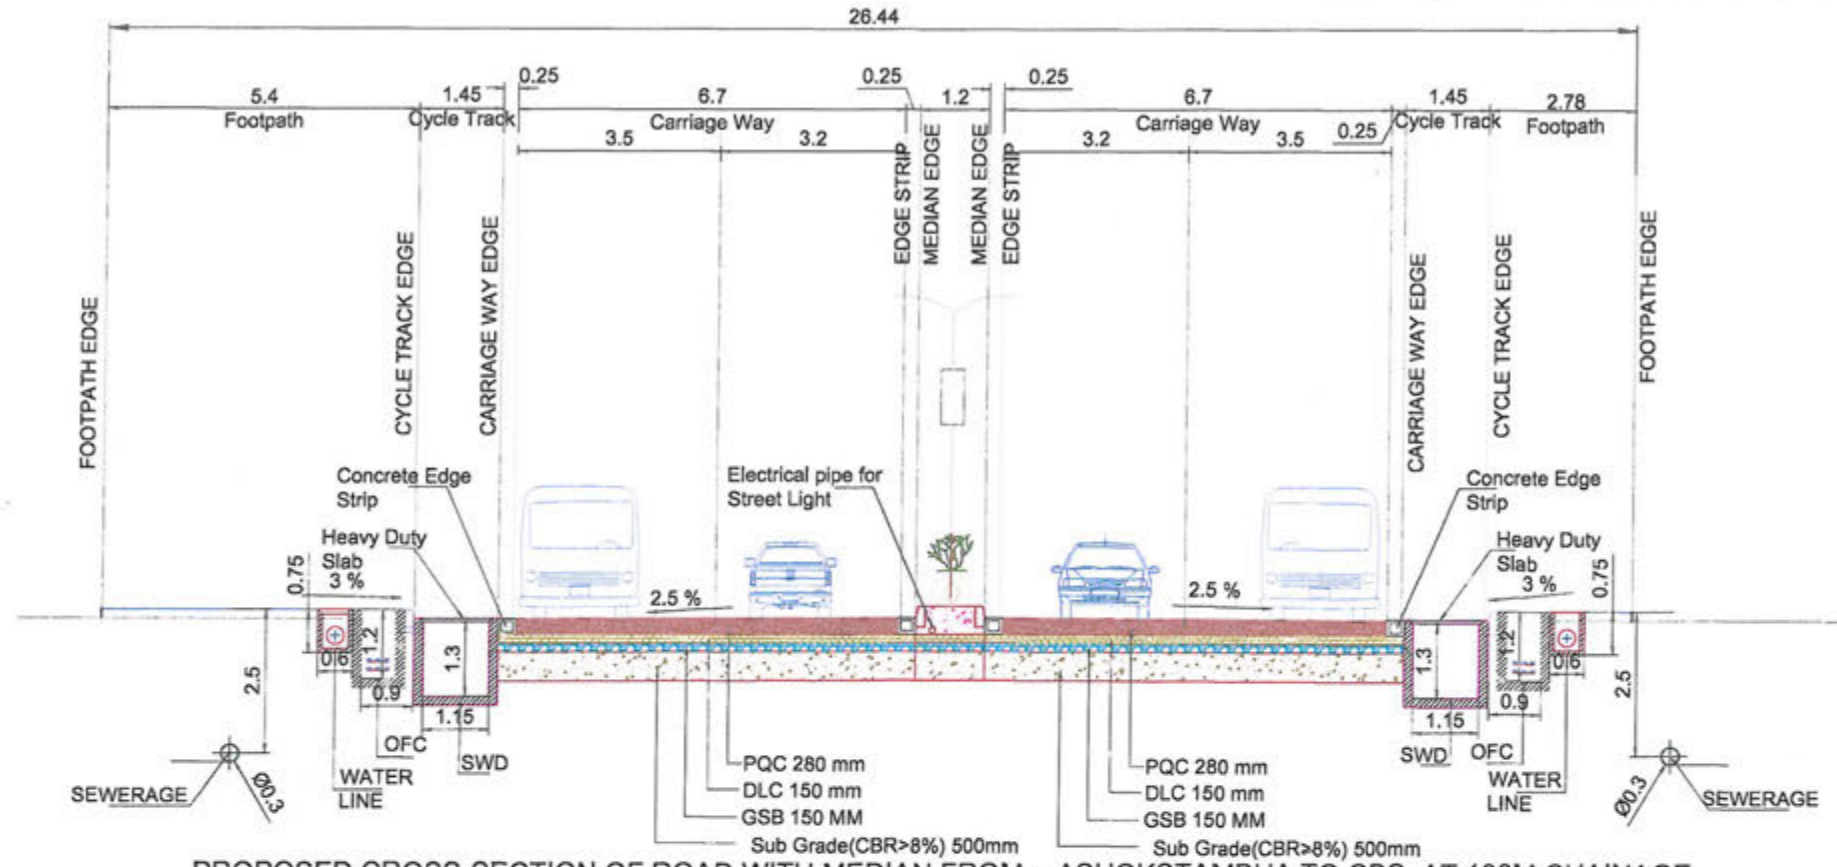 26.44
0.25
0.25
0.25
5.4
1.45
6.7
1.2
6.7
1.45
2.78
Footpath
Cycle Track
Carriage Way
Carriage Way
0.25
Cycle Track
Footpath
3.5
3.2
3.2
3.5
FOOTPATH EDGE
CYCLE TRACK EDGE
CARRIAGE WAY EDGE
EDGE STRIP
MEDIAN EDGE
MEDIAN EDGE
EDGE STRIP
CARRIAGE WAY EDGE
CYCLE TRACK EDGE
FOOTPATH EDGE
Concrete Edge
Strip
Electrical pipe for
Street Light
Concrete Edge
Strip
Heavy Duty
Slab
3 %
Heavy Duty
Slab
3 %
0.75
2.5 %
2.5 %
0.75
1.2
0.6
1.3
2.5
0.9
1.15
1.3
1.2
0.6
2.5
0.9
1.15
OFC
SWD
WATER
LINE
SEWERAGE
Ø0.3
PQC 280 mm
DLC 150 mm
GSB 150 MM
Sub Grade(CBR>8%) 500mm
PQC 280 mm
DLC 150 mm
GSB 150 MM
Sub Grade(CBR>8%) 500mm
SWD
OFC
WATER
LINE
Ø0.3
SEWERAGE